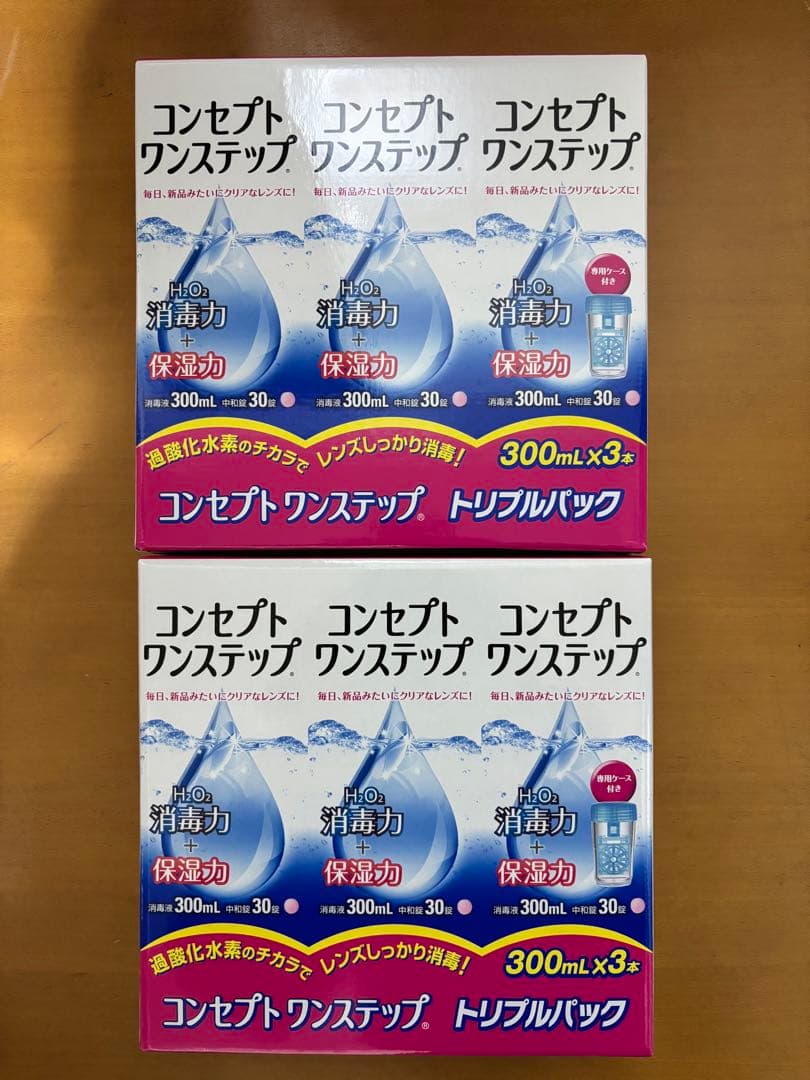 コンセプト
ワンステップ®
毎日、新品みたいにクリアなレンズに!
H2O2
消毒力
+
保湿力
消毒液 300mL 中和錠 30錠
コンセプト
ワンステップ®
毎日、新品みたいにクリアなレンズに!
H2O2
消毒力
+
保湿力
消毒液 300mL 中和錠 30錠
コンセプト
ワンステップ®
毎日、新品みたいにクリアなレンズに!
専用ケース
付き
H2O2
消毒力
+
保湿力
消毒液 300mL 中和錠 30錠
過酸化水素のチカラで レンズしっかり消毒! 300mL×3本
コンセプト ワンステップ® トリプルパック
コンセプト
ワンステップ®
毎日、新品みたいにクリアなレンズに!
H2O2
消毒力
+
保湿力
消毒液 300mL 中和錠 30錠
コンセプト
ワンステップ®
毎日、新品みたいにクリアなレンズに!
H2O2
消毒力
+
保湿力
消毒液 300mL 中和錠 30錠
コンセプト
ワンステップ®
毎日、新品みたいにクリアなレンズに!
専用ケース
付き
H2O2
消毒力
+
保湿力
消毒液 300mL 中和錠 30錠
過酸化水素のチカラで レンズしっかり消毒! 300mL×3本
コンセプト ワンステップ® トリプルパック